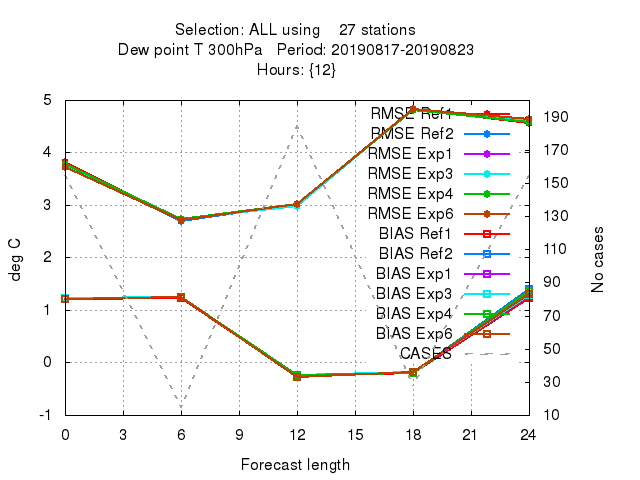 Selection: ALL using 27 stations
Dew point T 300hPa Period: 20190817-20190823
Hours: {12}
5
4
3
2
1
0
-1
deg C
190
170
150
130
110
90
70
50
30
10
No cases
RMSE Ref1
RMSE Ref2
RMSE Exp1
RMSE Exp3
RMSE Exp4
RMSE Exp6
BIAS Ref1
BIAS Ref2
BIAS Exp1
BIAS Exp3
BIAS Exp4
BIAS Exp6
CASES
0 3 6 9 12 15 18 21 24
Forecast length